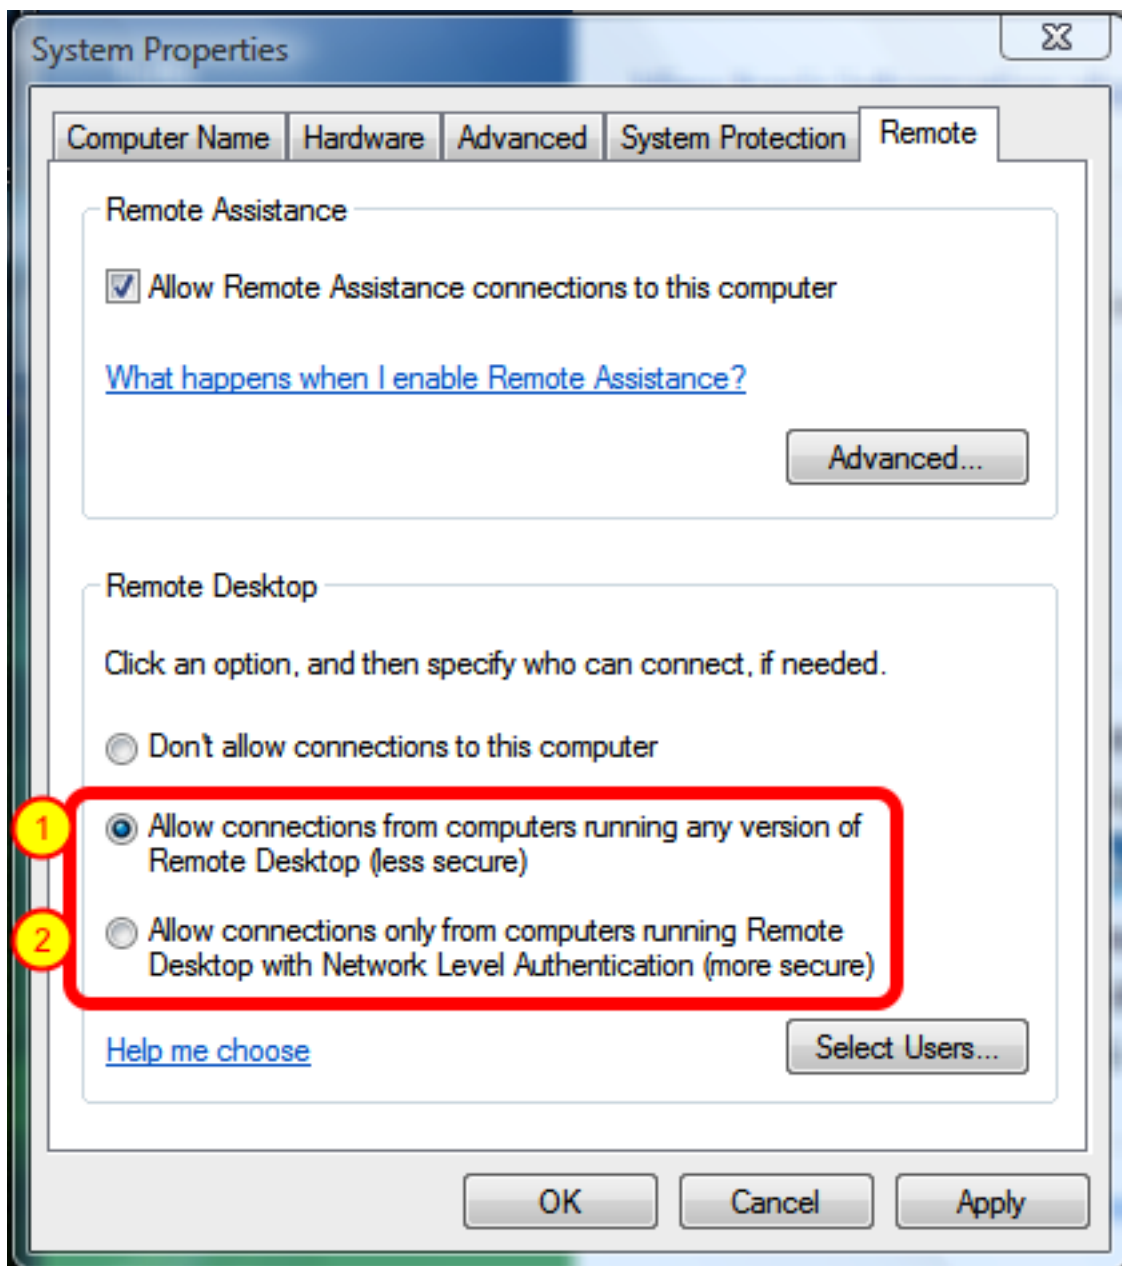 System Properties
Computer Name Hardware Advanced System Protection Remote
Remote Assistance
Allow Remote Assistance connections to this computer
What happens when I enable Remote Assistance?
Advanced...
Remote Desktop
Click an option, and then specify who can connect, if needed.
Don't allow connections to this computer
1
Allow connections from computers running any version of
Remote Desktop (less secure)
2
Allow connections only from computers running Remote
Desktop with Network Level Authentication (more secure)
Help me choose
Select Users...
OK Cancel Apply